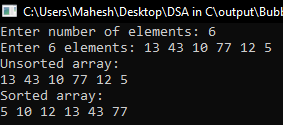 C:\Users\Mahesh\Desktop\DSA in C\output\Bubb
Enter number of elements: 6
Enter 6 elements: 13 43 10 77 12 5
Unsorted array:
13 43 10 77 12 5
Sorted array:
5 10 12 13 43 77